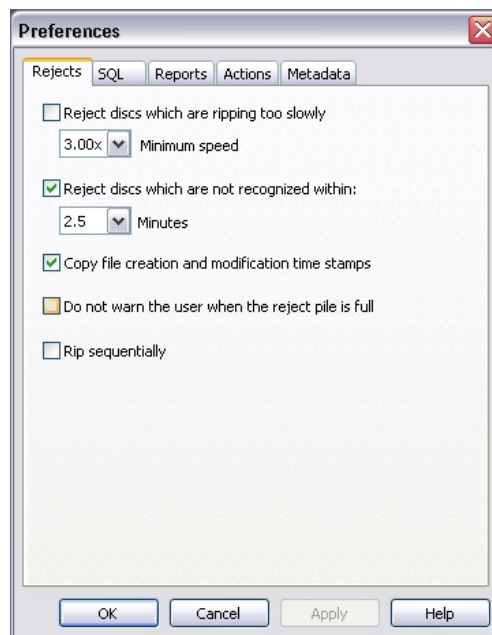 Preferences
Rejects SQL Reports Actions Metadata
Reject discs which are ripping too slowly
3.00x Minimum speed
Reject discs which are not recognized within:
2.5 Minutes
Copy file creation and modification time stamps
Do not warn the user when the reject pile is full
Rip sequentially
OK Cancel Apply Help